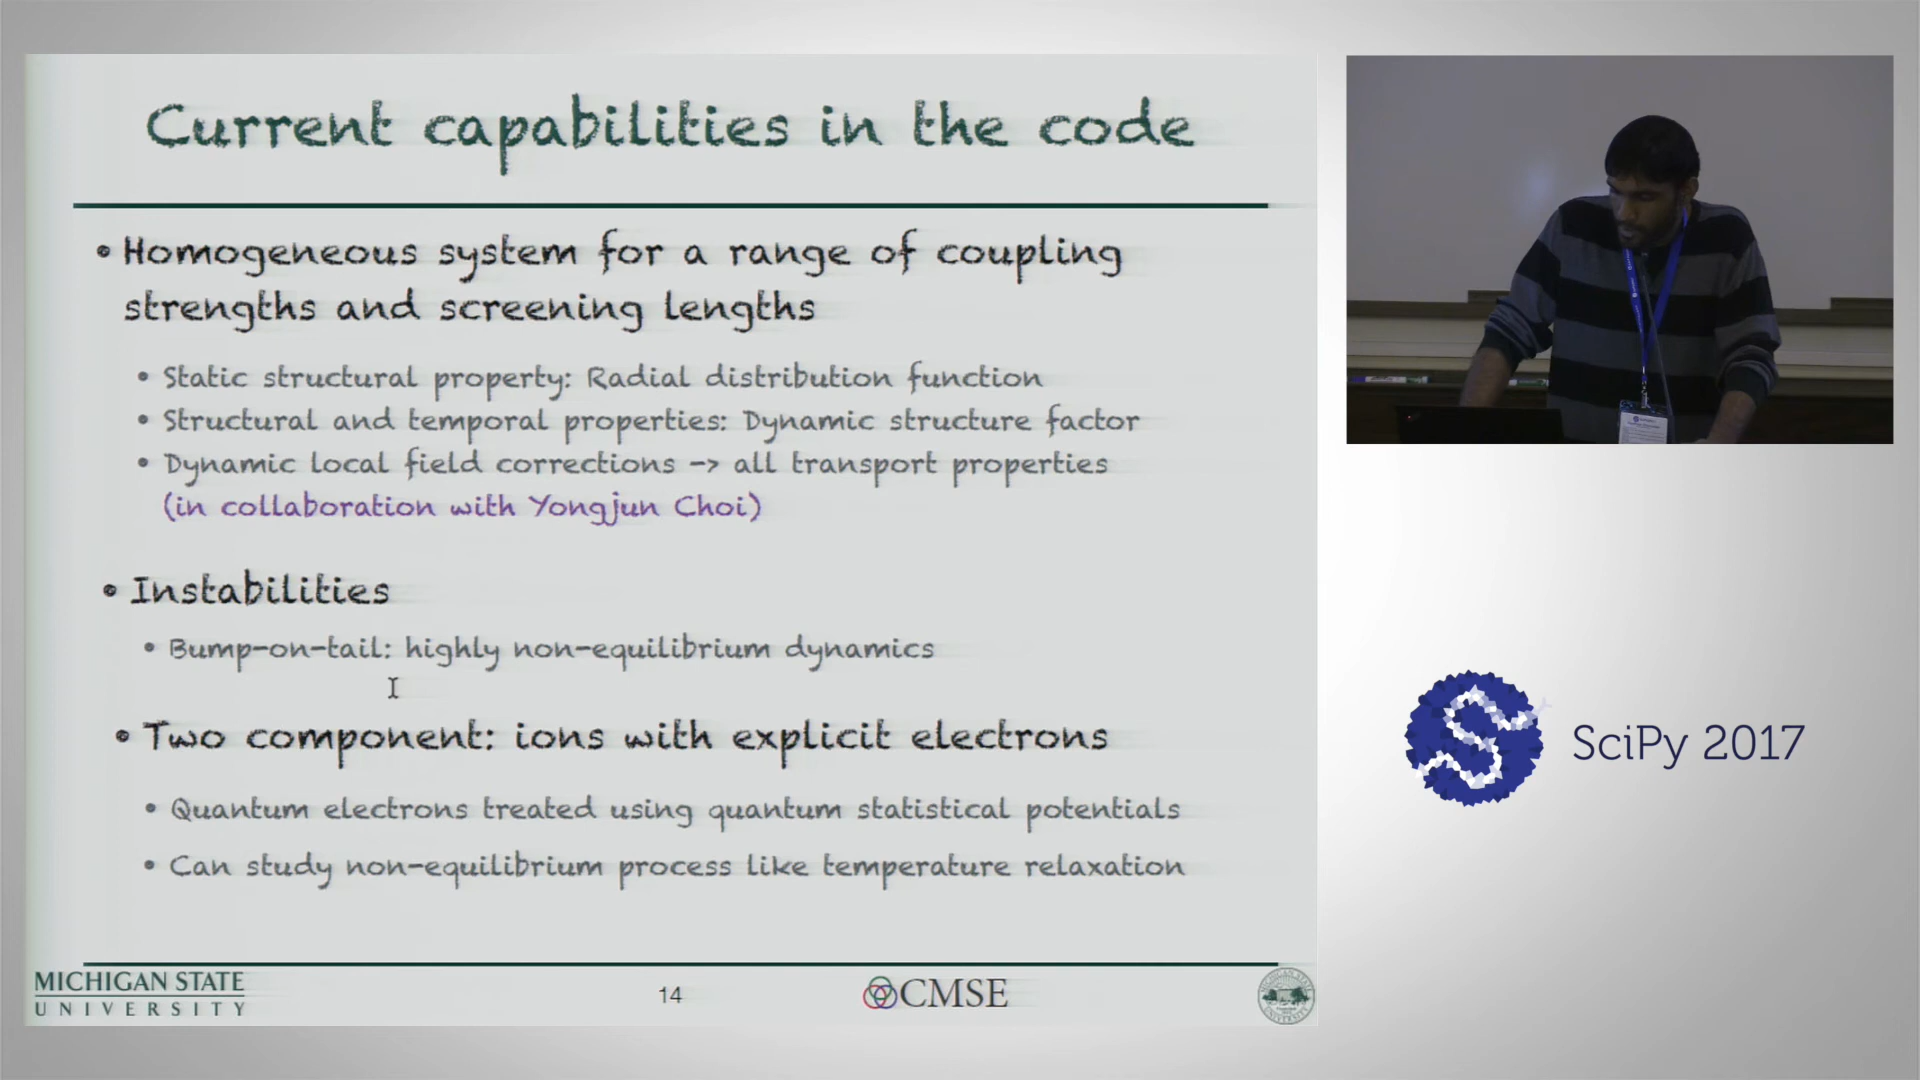 Current capabilities in the code
• Homogeneous system for a range of coupling
strengths and screening lengths
• Static structural property: Radial distribution function
• Structural and temporal properties: Dynamic structure factor
• Dynamic local field corrections -> all transport properties
(in collaboration with Yongjun Choi)
• Instabilities
• Bump-on-tail: highly non-equilibrium dynamics
• Two component: ions with explicit electrons
• Quantum electrons treated using quantum statistical potentials
• Can study non-equilibrium process like temperature relaxation
MICHIGAN STATE
UNIVERSITY
14
CMSE
SciPy 2017